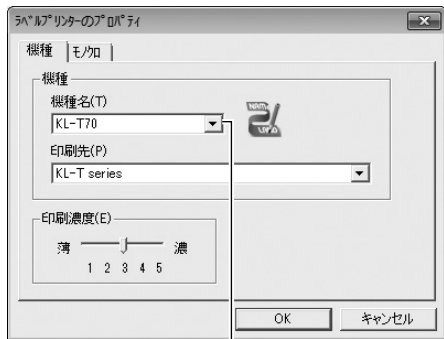 ﾗﾍﾞﾙﾌﾟﾘﾝﾀｰのﾌﾟﾛﾊﾟﾃｨ
機種
ﾓﾉｸﾛ
機種
機種名(T)
KL-T70
印刷先(P)
KL-T series
印刷濃度(E)
薄 濃
1 2 3 4 5
OK キャンセル